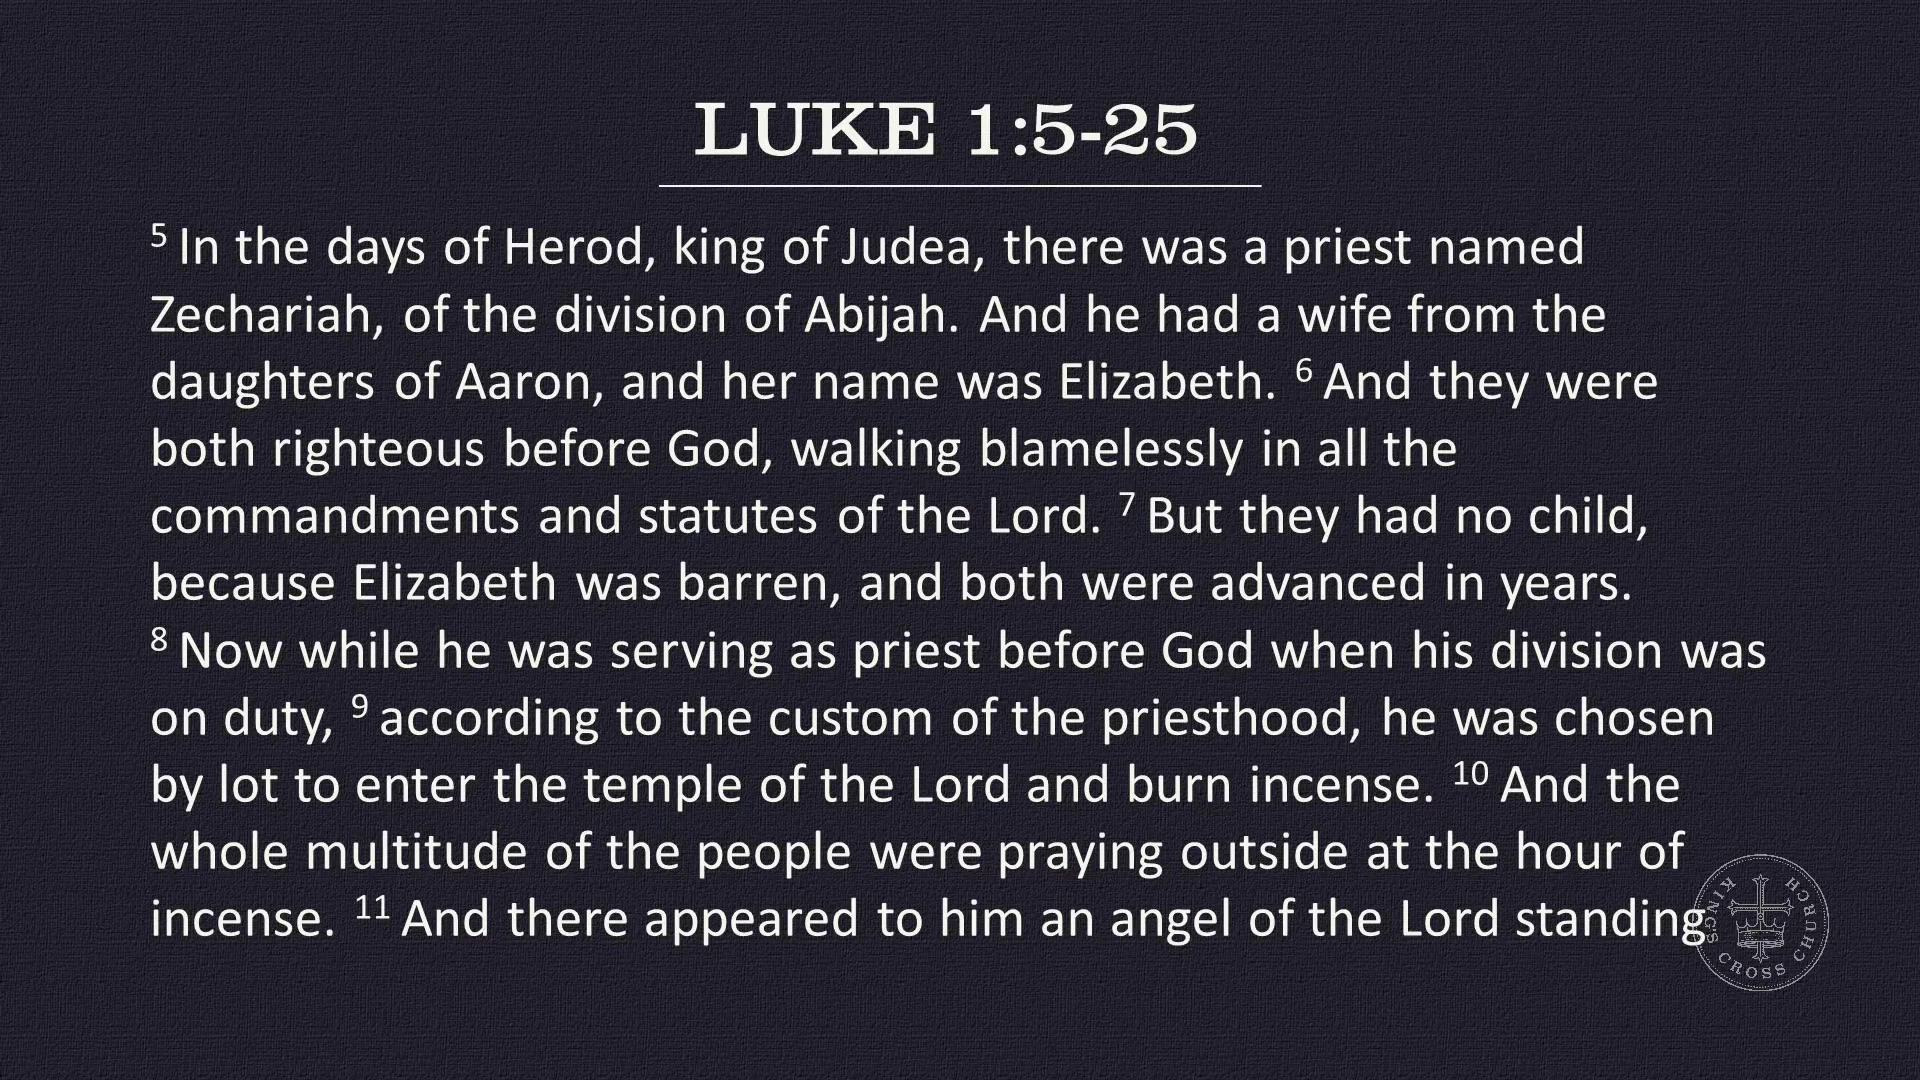 LUKE 1:5-25
5 In the days of Herod, king of Judea, there was a priest named
Zechariah, of the division of Abijah. And he had a wife from the
daughters of Aaron, and her name was Elizabeth. 6 And they were
both righteous before God, walking blamelessly in all the
commandments and statutes of the Lord. 7 But they had no child,
because Elizabeth was barren, and both were advanced in years.
8 Now while he was serving as priest before God when his division was
on duty, 9 according to the custom of the priesthood, he was chosen
by lot to enter the temple of the Lord and burn incense. 10 And the
whole multitude of the people were praying outside at the hour of
incense. 11 And there appeared to him an angel of the Lord standing
KINGS CROSS CHURCH